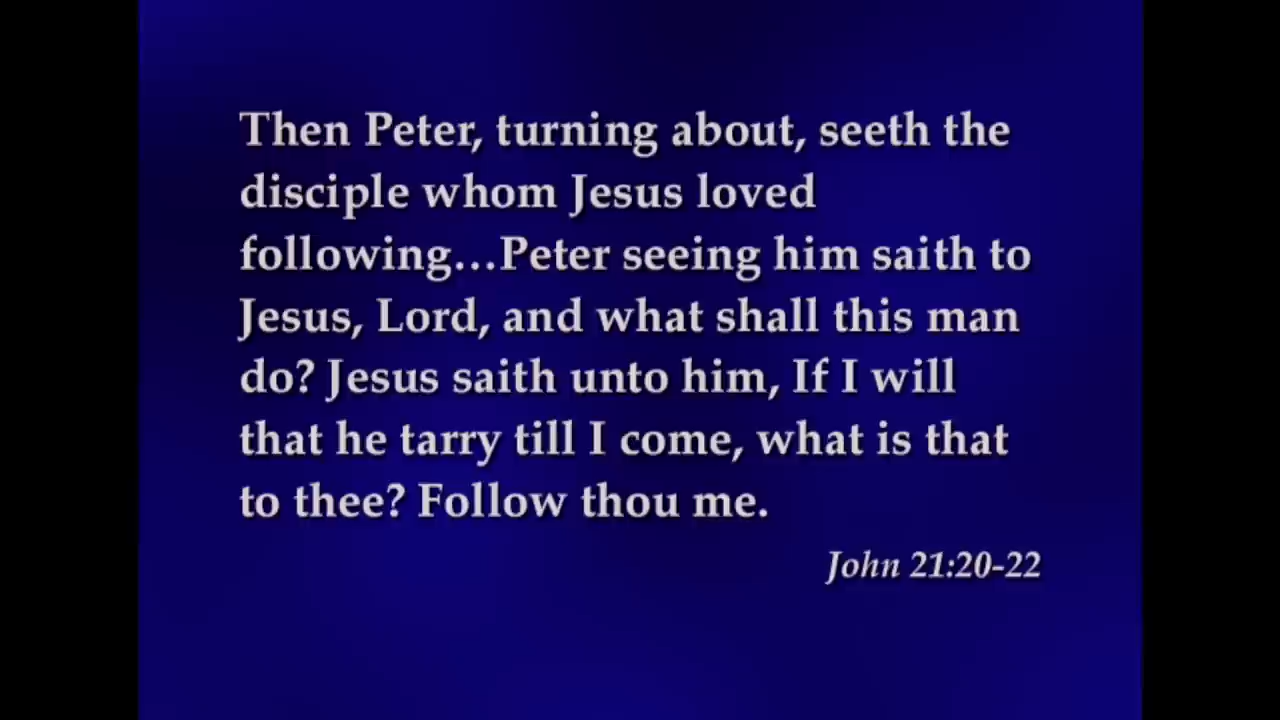 Then Peter, turning about, seeth the
disciple whom Jesus loved
following...Peter seeing him saith to
Jesus, Lord, and what shall this man
do? Jesus saith unto him, If I will
that he tarry till I come, what is that
to thee? Follow thou me.
John 21:20-22